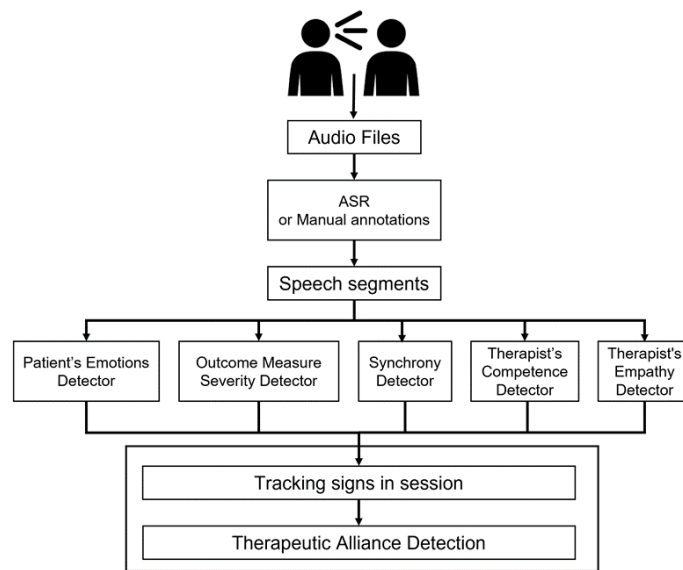 Audio Files
ASR
or Manual annotations
Speech segments
Patient’s Emotions
Detector
Outcome Measure
Severity Detector
Synchrony
Detector
Therapist’s
Competence
Detector
Therapist's
Empathy
Detector
Tracking signs in session
Therapeutic Alliance Detection